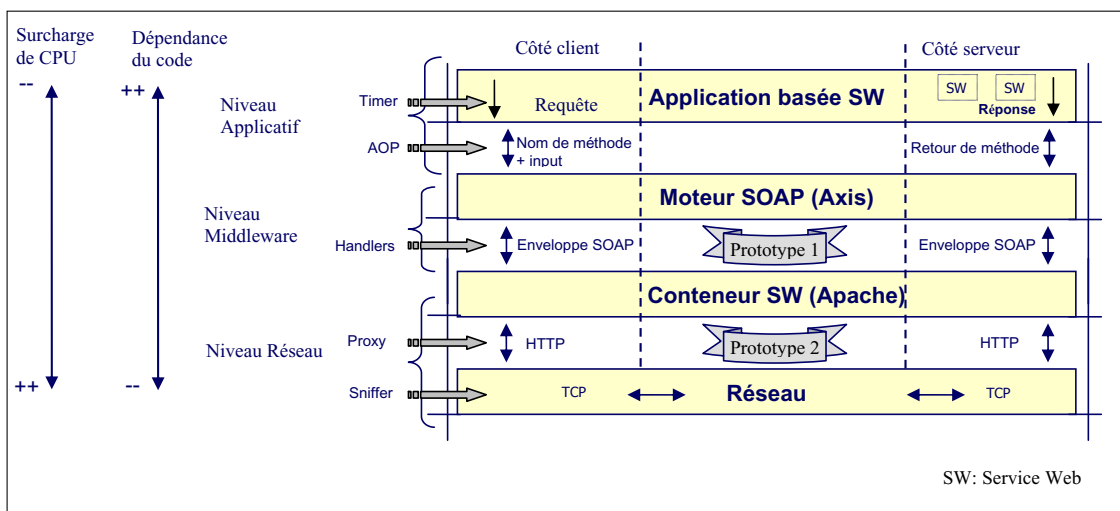 Surcharge
de CPU
Dépendance
du code
Côté client
Côté serveur
--
++
Niveau
Applicatif
Timer
Requête
Application basée SW
SW
SW
Réponse
AOP
Nom de méthode
+ input
Retour de méthode
Moteur SOAP (Axis)
Niveau
Middleware
Handlers
Enveloppe SOAP
Prototype 1
Enveloppe SOAP
Conteneur SW (Apache)
Niveau Réseau
Proxy
HTTP
Prototype 2
HTTP
++
--
Sniffer
TCP
Réseau
TCP
SW: Service Web